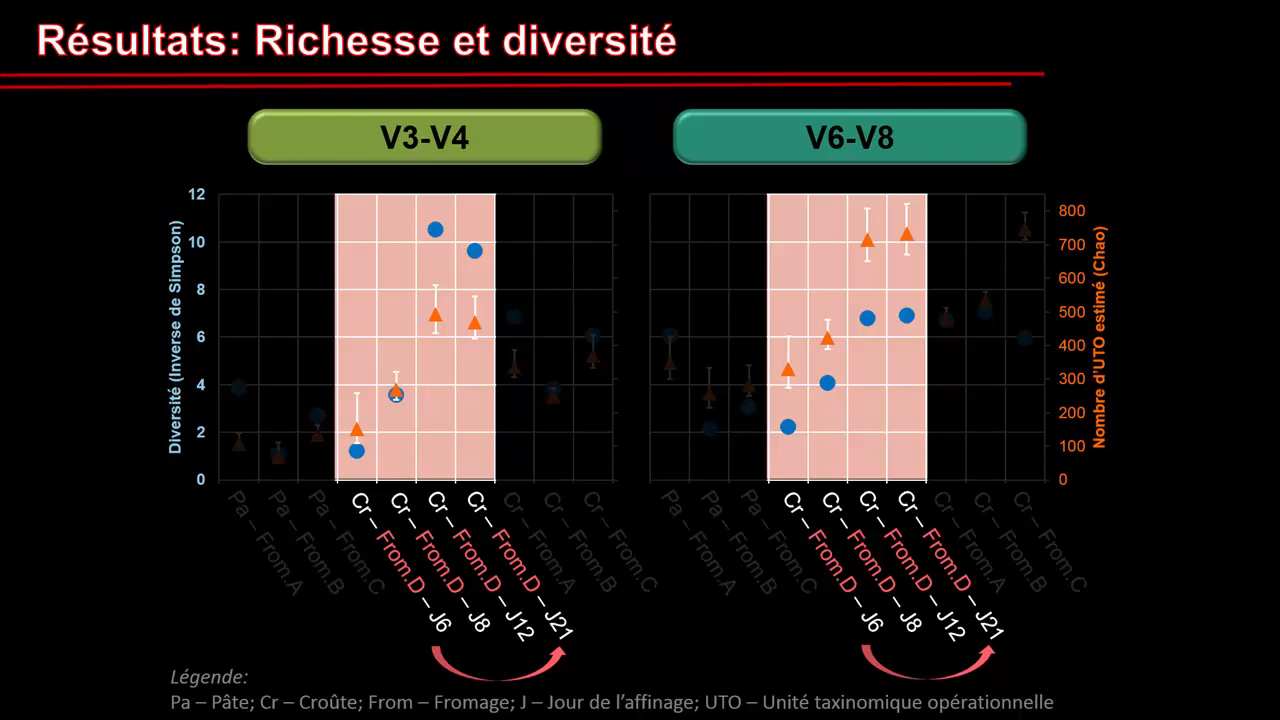 Résultats: Richesse et diversité
V3-V4
V6-V8
Diversité (Inverse de Simpson)
12
10
8
6
4
2
0
800
700
600
500
400
300
200
100
0
Nombre d'UTO estimé (Chao)
Pa – From.A
Pa – From.B
Pa – From.C
Cr – From.D – J6
Cr – From.D – J8
Cr – From.D – J12
Cr – From.D – J21
Cr – From.A
Cr – From.B
Cr – From.C
Pa – From.A
Pa – From.B
Pa – From.C
Cr – From.D – J6
Cr – From.D – J8
Cr – From.D – J12
Cr – From.D – J21
Cr – From.A
Cr – From.B
Cr – From.C
Légende:
Pa – Pâte; Cr – Croûte; From – Fromage; J – Jour de l'affinage; UTO – Unité taxinomique opérationnelle